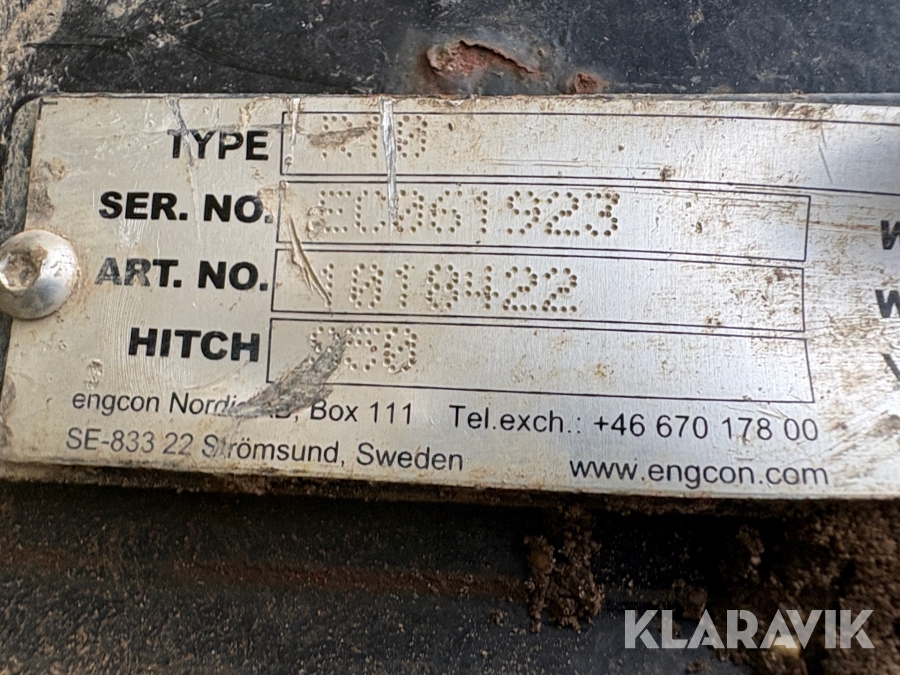 TYPE
SER. NO. EC061923
ART. NO. 1010422
HITCH
engcon Nordic AB, Box 111 Tel.exch.: +46 670 178 00
SE-833 22 Strömsund, Sweden www.engcon.com
KLARAVIK